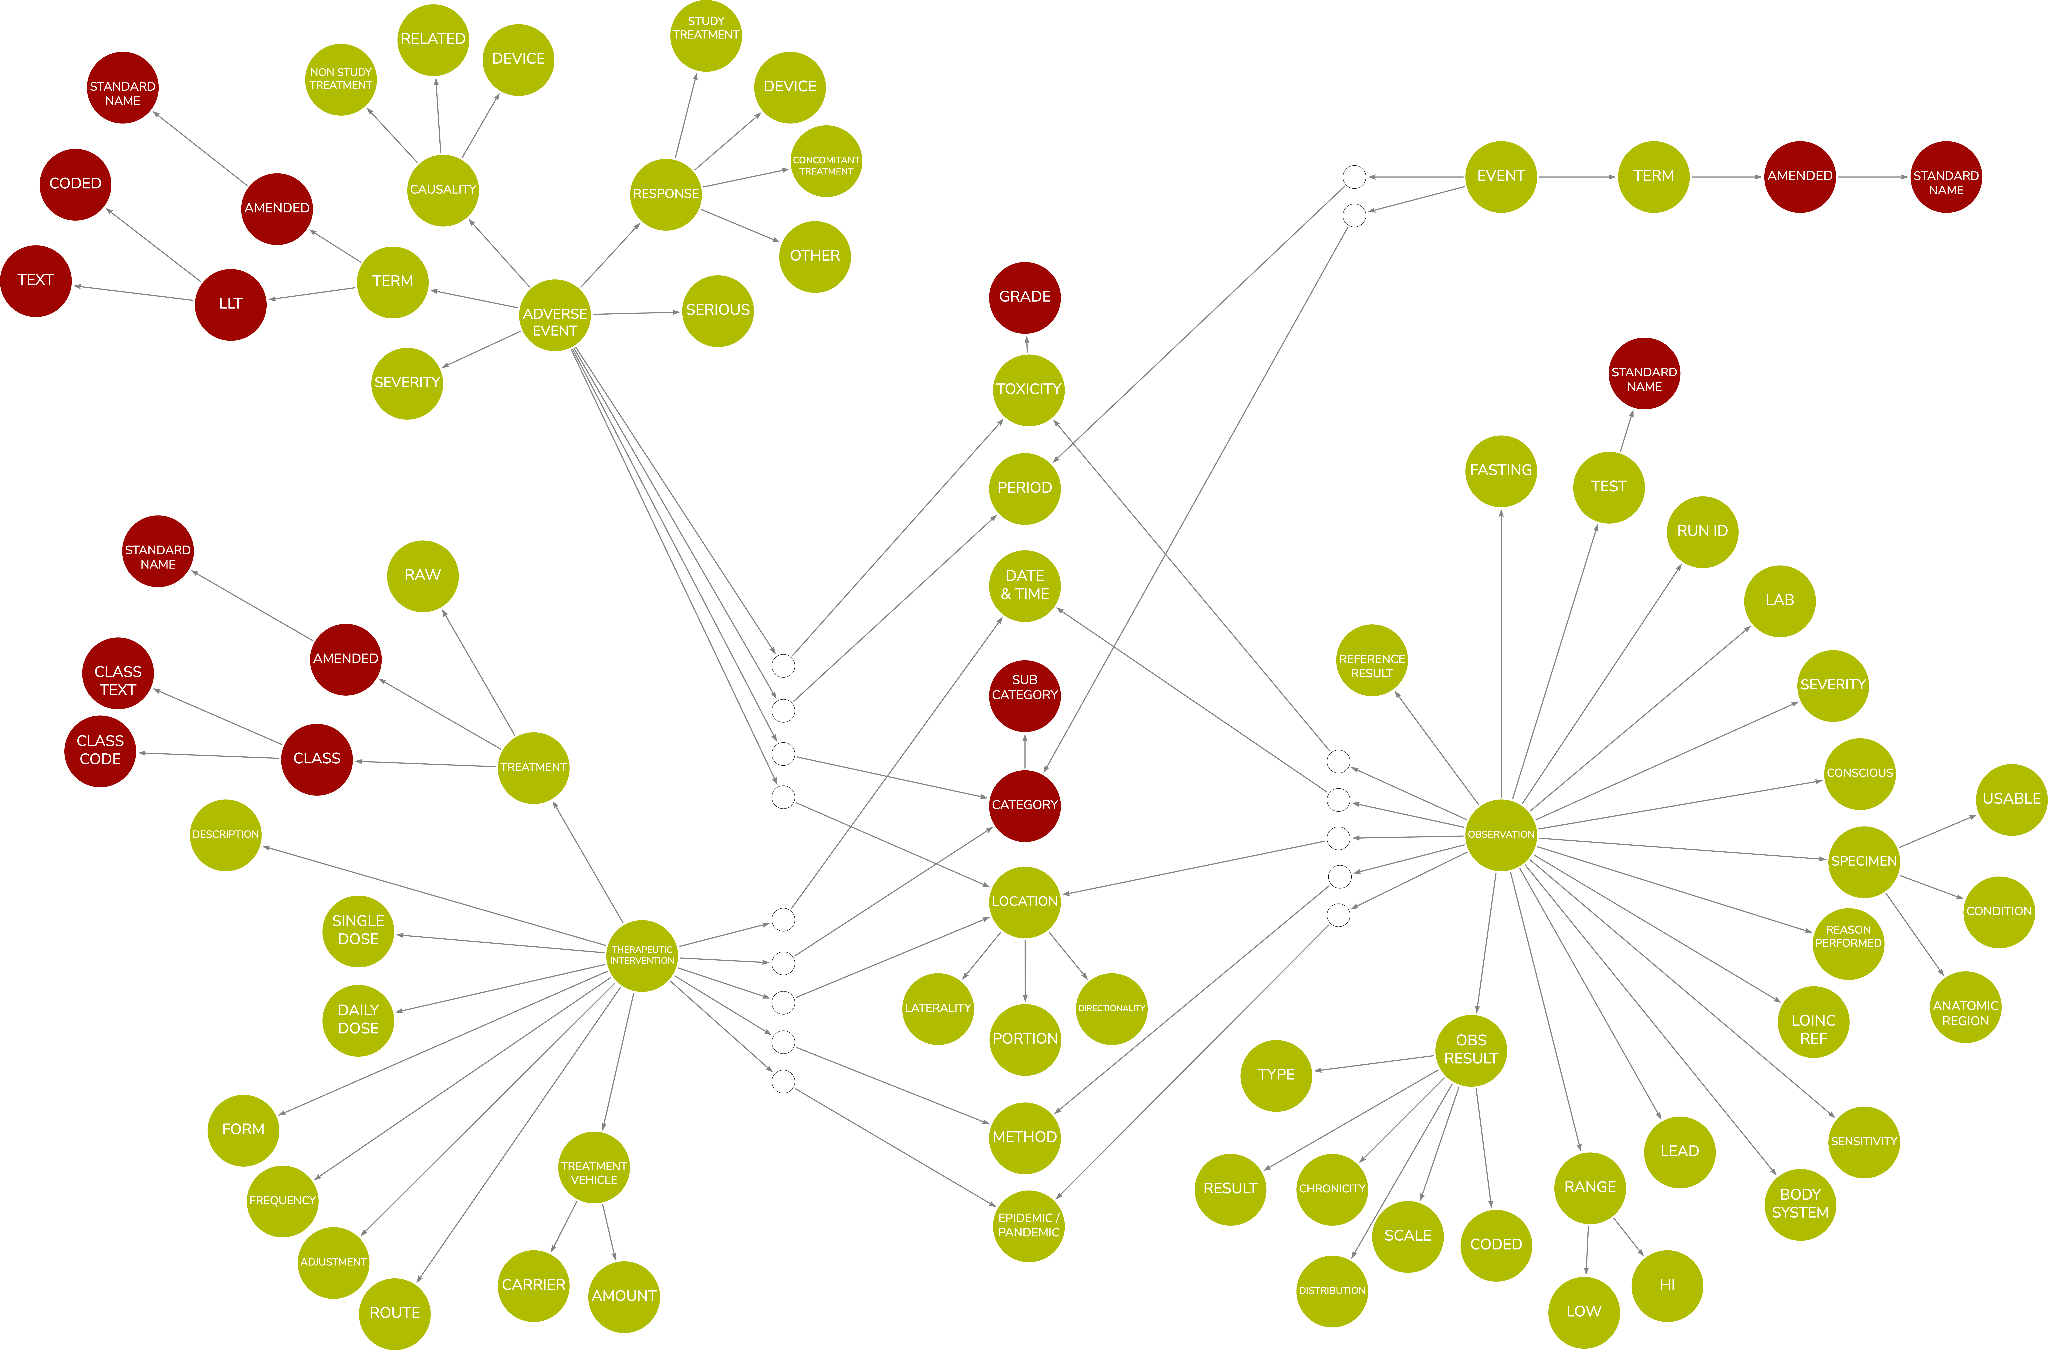 STUDY
TREATMENT
RELATED
DEVICE
NON STUDY
TREATMENT
DEVICE
STANDARD
NAME
CONCOMITANT
TREATMENT
CODED
CAUSALITY
RESPONSE
AMENDED
OTHER
TEXT
LLT
TERM
ADVERSE
EVENT
SERIOUS
SEVERITY
EVENT
TERM
AMENDED
STANDARD
NAME
GRADE
TOXICITY
PERIOD
DATE
& TIME
SUB
CATEGORY
CATEGORY
LOCATION
LATERALITY
PORTION
DIRECTIONALITY
METHOD
EPIDEMIC /
PANDEMIC
STANDARD
NAME
RAW
AMENDED
CLASS
TEXT
CLASS
CODE
CLASS
TREATMENT
DESCRIPTION
SINGLE
DOSE
THERAPEUTIC
INTERVENTION
DAILY
DOSE
FORM
FREQUENCY
ADJUSTMENT
ROUTE
TREATMENT
VEHICLE
CARRIER
AMOUNT
STANDARD
NAME
FASTING
TEST
RUN ID
LAB
REFERENCE
RESULT
SEVERITY
CONSCIOUS
OBSERVATION
SPECIMEN
USABLE
CONDITION
ANATOMIC
REGION
REASON
PERFORMED
LOINC
REF
SENSITIVITY
BODY
SYSTEM
LEAD
RANGE
LOW
HI
OBS
RESULT
TYPE
RESULT
CHRONICITY
DISTRIBUTION
SCALE
CODED